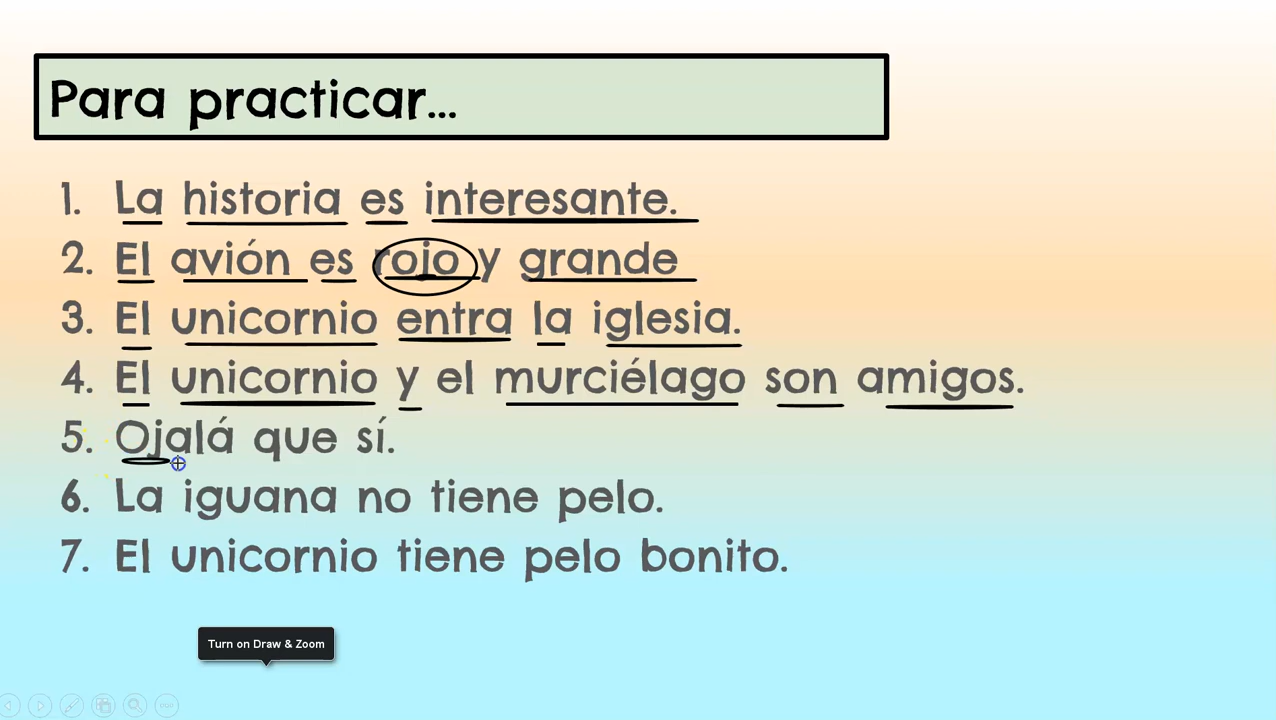 Para practicar...
1. La historia es interesante.
2. El avión es rojo y grande
3. El unicornio entra la iglesia.
4. El unicornio y el murciélago son amigos.
5. Ojalá que sí.
6. La iguana no tiene pelo.
7. El unicornio tiene pelo bonito.
Turn on Draw & Zoom